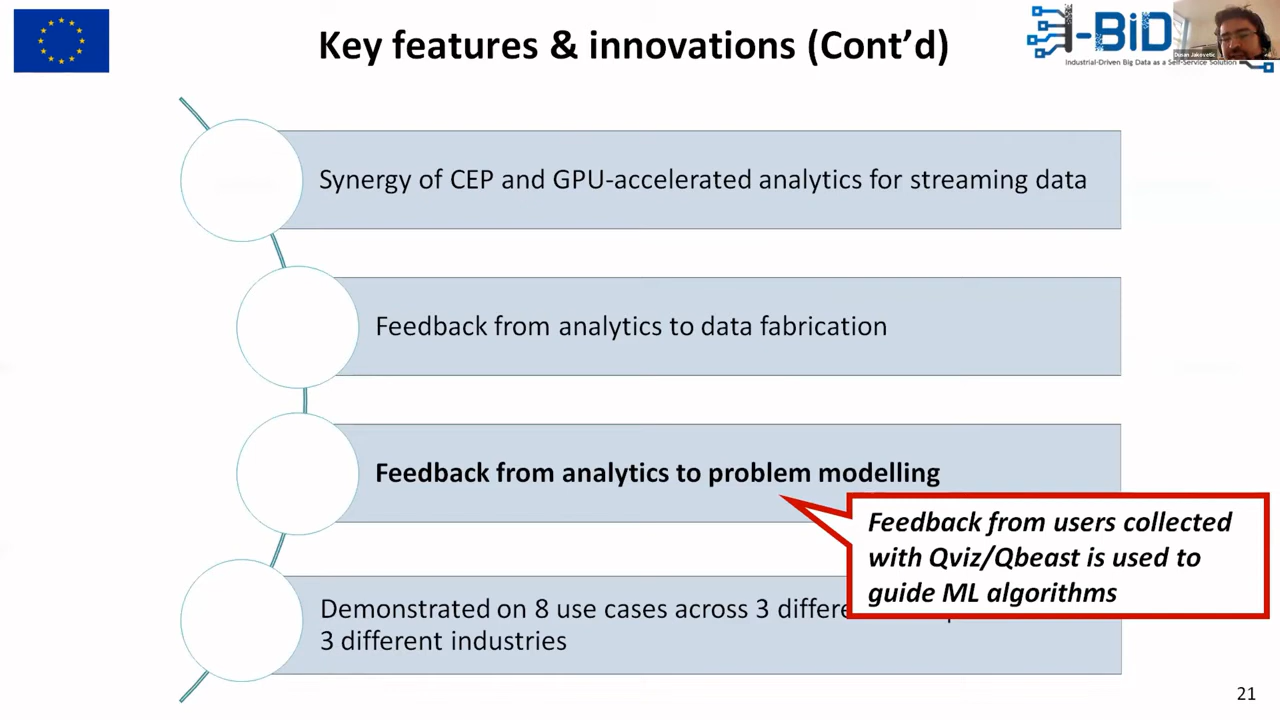 Key features & innovations (Cont’d)
I-BiD
Industrial-Driven Big Data as a Self-Service Solution
Dusan Jakovetic
Synergy of CEP and GPU-accelerated analytics for streaming data
Feedback from analytics to data fabrication
Feedback from analytics to problem modelling
Feedback from users collected
with Qviz/Qbeast is used to
guide ML algorithms
Demonstrated on 8 use cases across 3
3 different industries
21